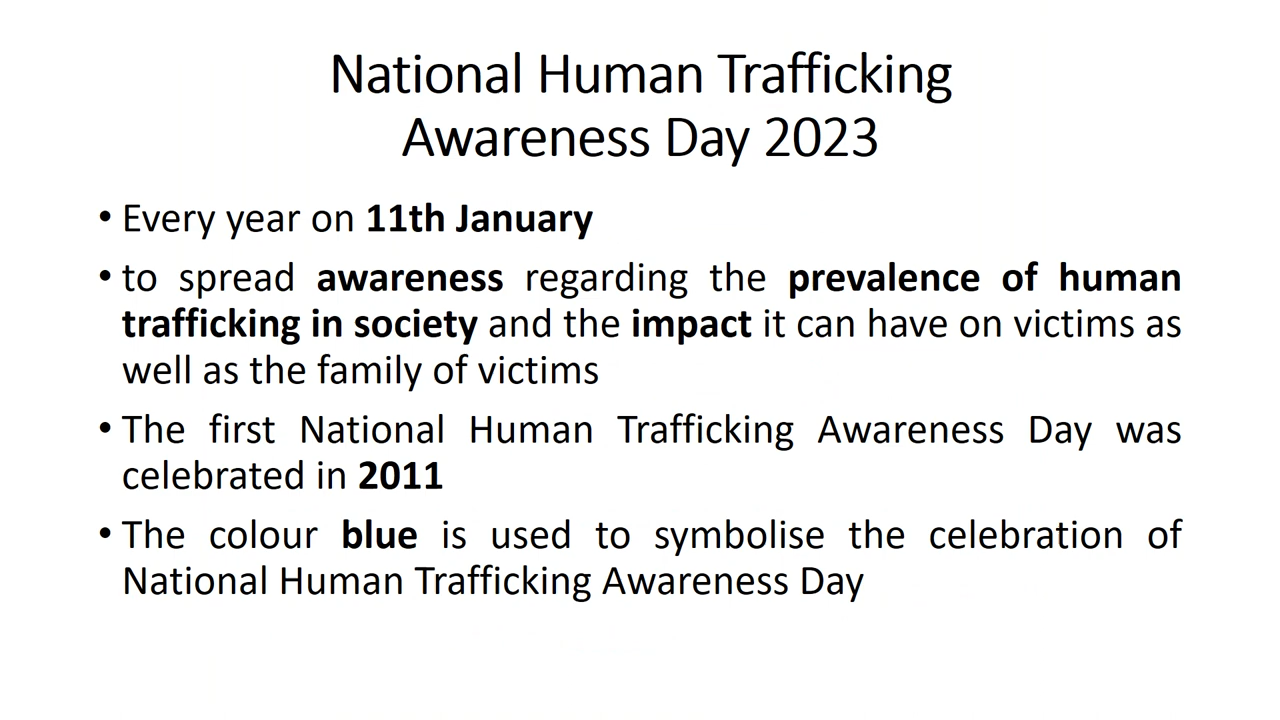 National Human Trafficking
Awareness Day 2023
• Every year on 11th January
• to spread awareness regarding the prevalence of human
trafficking in society and the impact it can have on victims as
well as the family of victims
• The first National Human Trafficking Awareness Day was
celebrated in 2011
• The colour blue is used to symbolise the celebration of
National Human Trafficking Awareness Day